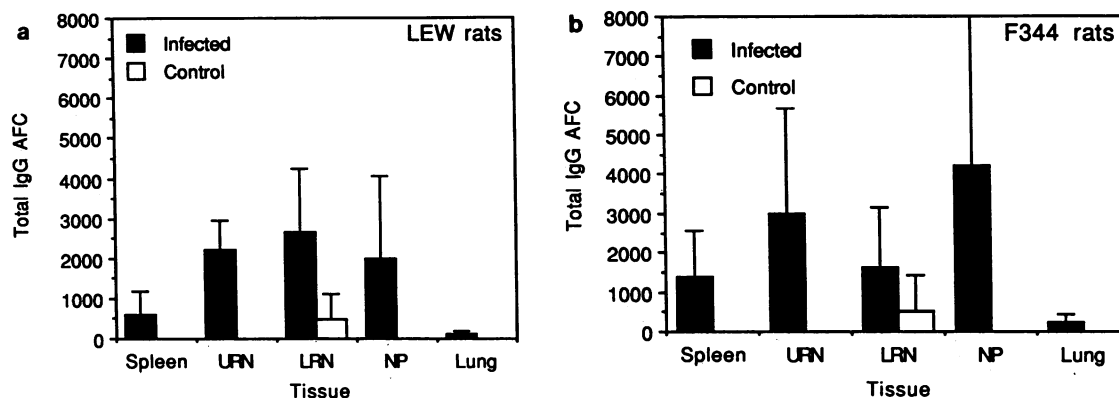 a
LEW rats
Infected
Control
8000
7000
6000
5000
4000
3000
2000
1000
0
Total IgG AFC
Spleen URN LRN NP Lung
Tissue
b
F344 rats
Infected
Control
8000
7000
6000
5000
4000
3000
2000
1000
0
Total IgG AFC
Spleen URN LRN NP Lung
Tissue